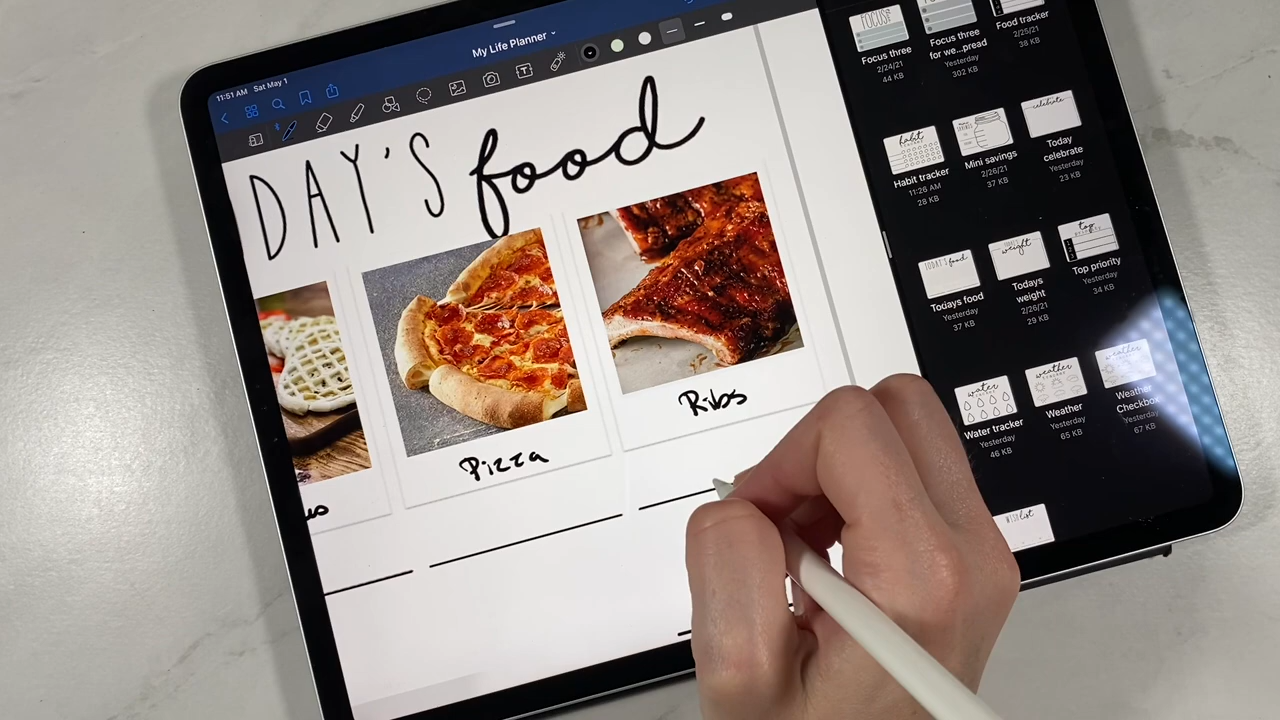 11:51 AM Sat May 1
My Life Planner
DAY'S food
Pizza
Ribs
Focus three
2/24/21
44 KB
Focus three
for we...pread
Yesterday
302 KB
Food tracker
2/25/21
38 KB
Habit tracker
11:26 AM
28 KB
Mini savings
2/26/21
37 KB
Today
celebrate
Yesterday
23 KB
Todays food
Yesterday
37 KB
Todays
weight
2/26/21
29 KB
Top priority
Yesterday
34 KB
Water tracker
Yesterday
46 KB
Weather
Yesterday
65 KB
Weather
Checkbox
Yesterday
67 KB